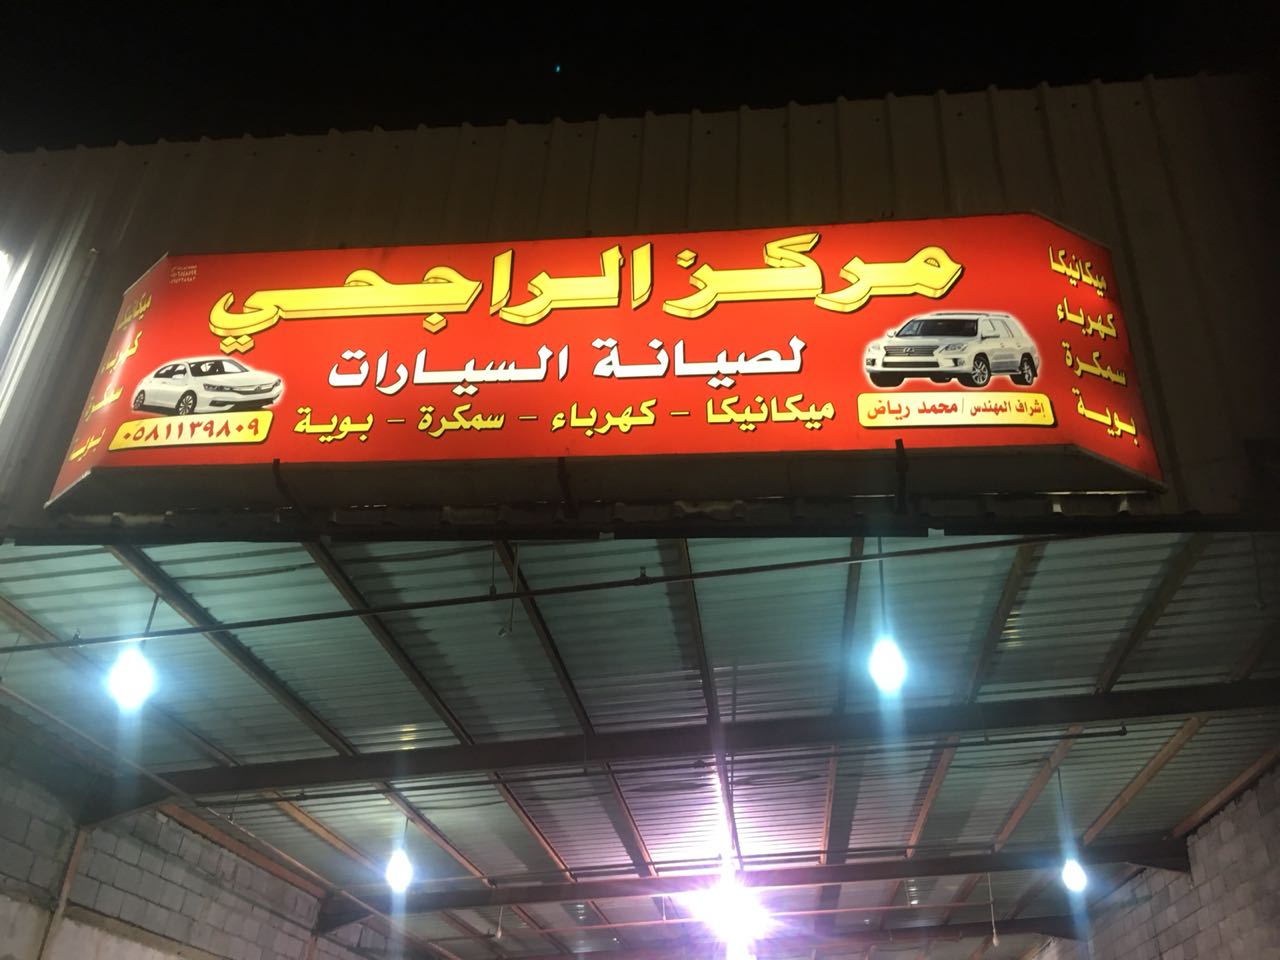 مركز الراجحي
لصيانة السيارات
ميكانيكا - كهرباء - سمكرة - بوية
إشراف المهندس / محمد رياض
٠٥٨١١٣٩٨٠٩
ميكانيكا
كهرباء
سمكرة
بوية